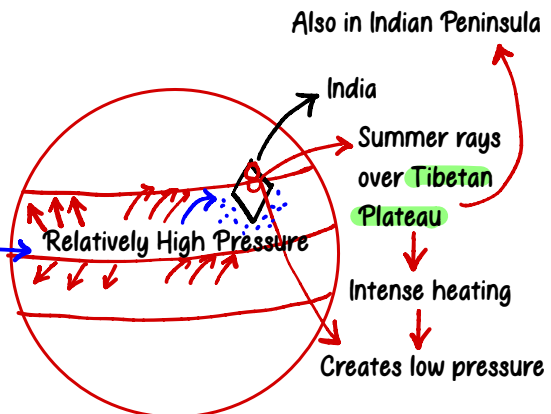 Also in Indian Peninsula
India
Summer rays
over Tibetan
Plateau
Relatively High Pressure
Intense heating
Creates low pressure